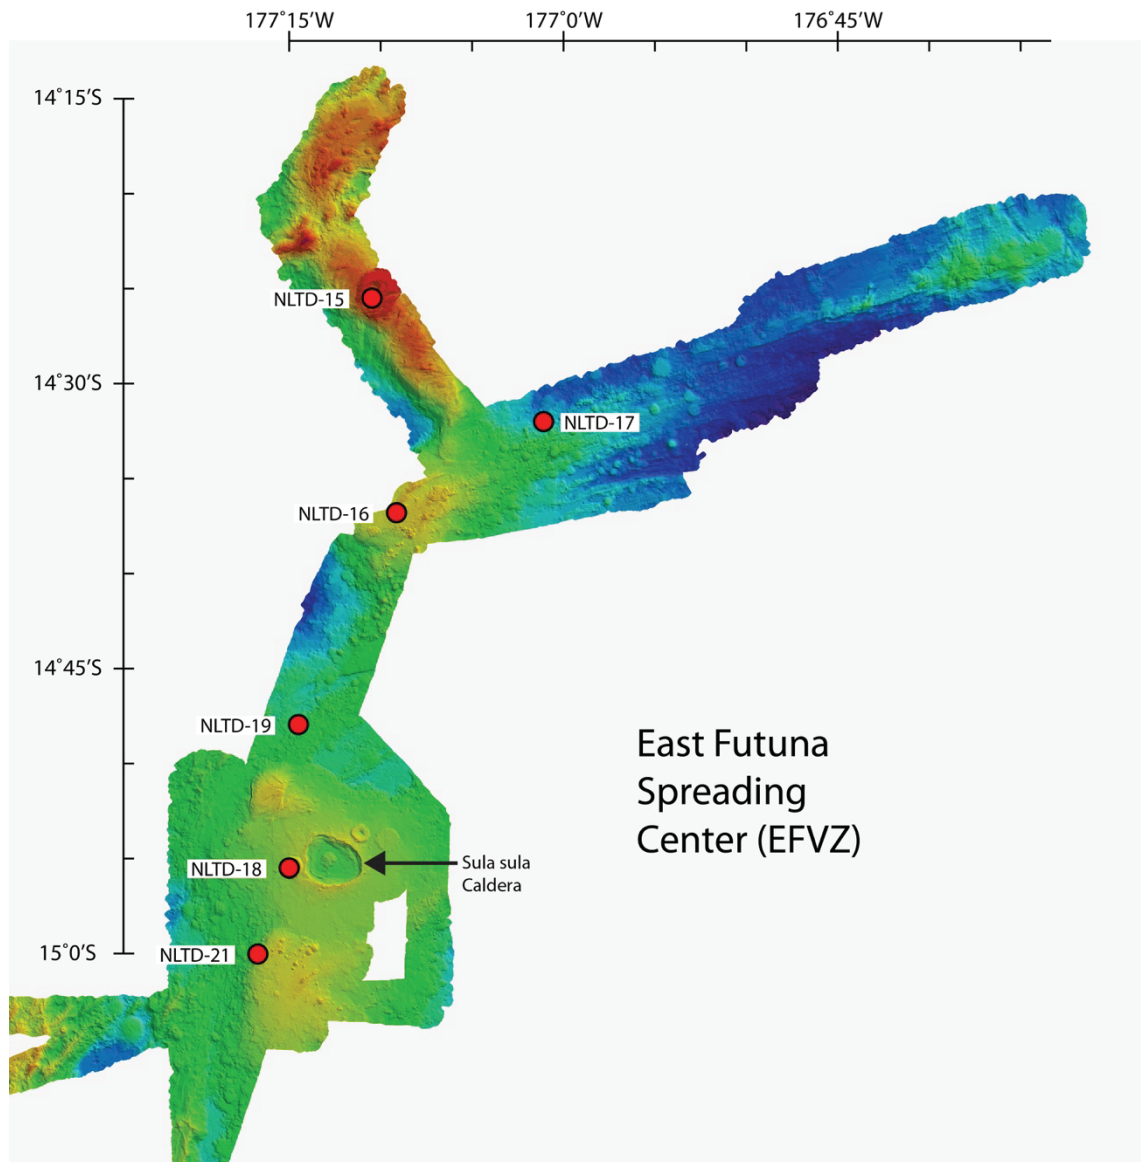 177˚15’W
177˚0’W
176˚45’W
14˚15’S
NLTD-15
14˚30’S
NLTD-17
NLTD-16
14˚45’S
NLTD-19
East Futuna
Spreading
Center (EFVZ)
NLTD-18
Sula sula
Caldera
NLTD-21
15˚0’S